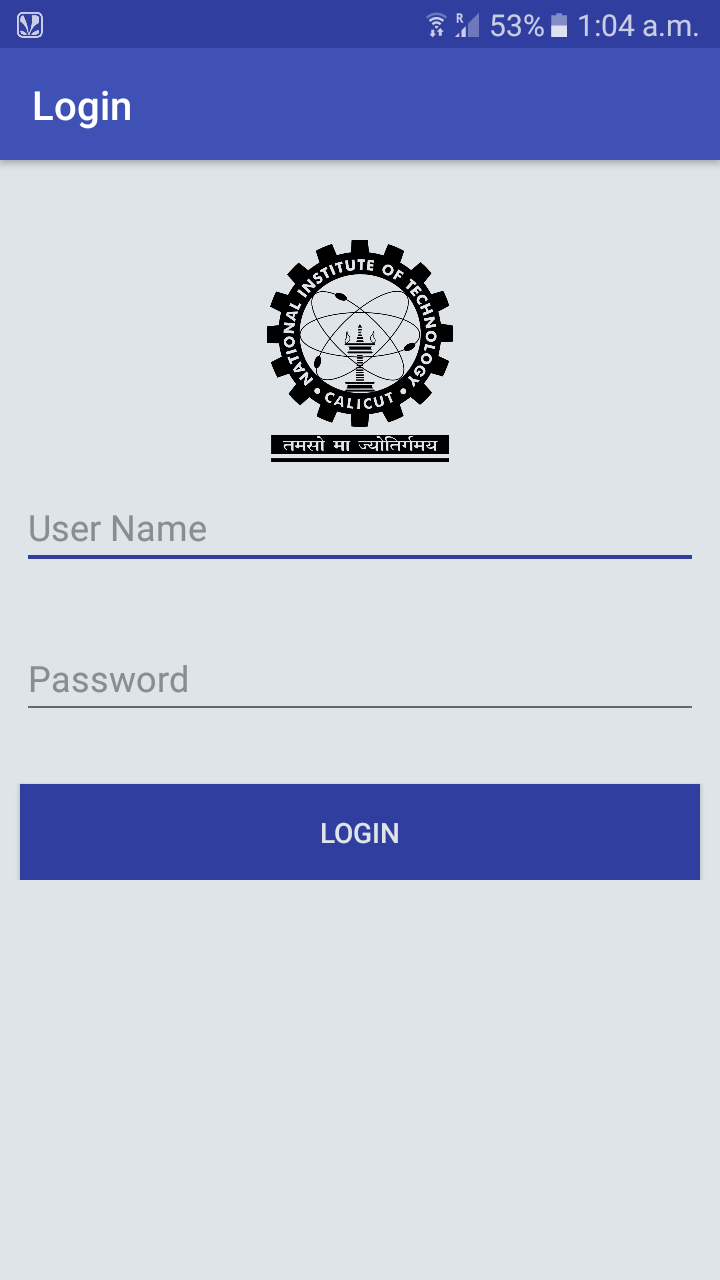 R 53% 1:04 a.m.
Login
NATIONAL INSTITUTE OF TECHNOLOGY
• CALICUT •
तमसो मा ज्योतिर्गमय
User Name
Password
LOGIN